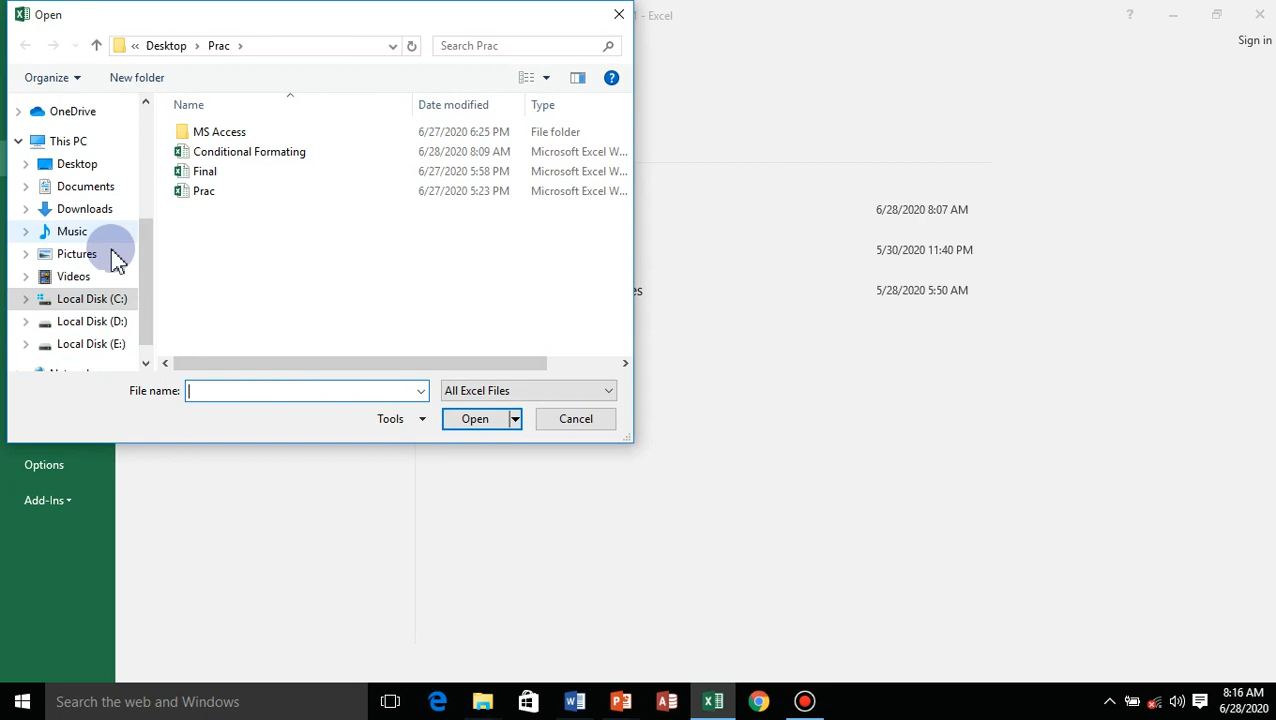 Open
1 - Excel
Sign in
« Desktop › Prac ›
Search Prac
Organize
New folder
Name
Date modified
Type
OneDrive
This PC
Desktop
Documents
Downloads
Music
Pictures
Videos
Local Disk (C:)
Local Disk (D:)
Local Disk (E:)
MS Access 6/27/2020 6:25 PM File folder
Conditional Formating 6/28/2020 8:09 AM Microsoft Excel W...
Final 6/27/2020 5:58 PM Microsoft Excel W...
Prac 6/27/2020 5:23 PM Microsoft Excel W...
6/28/2020 8:07 AM
5/30/2020 11:40 PM
es 5/28/2020 5:50 AM
File name:
All Excel Files
Tools
Open
Cancel
Options
Add-Ins
Search the web and Windows
8:16 AM
6/28/2020